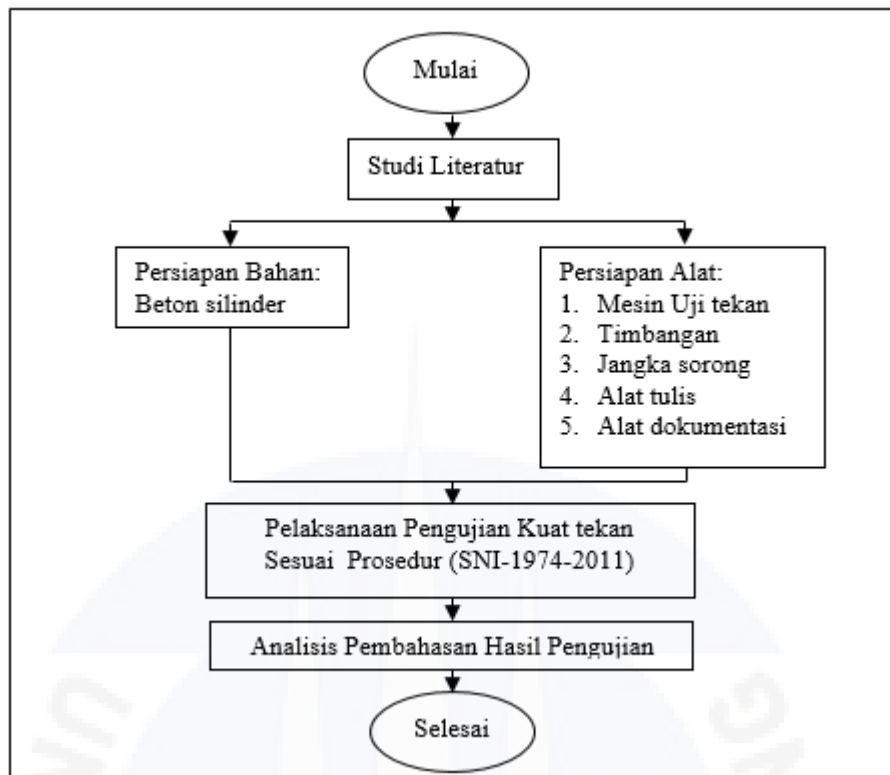 Mulai
Studi Literatur
Persiapan Bahan:
Beton silinder
Persiapan Alat:
1. Mesin Uji tekan
2. Timbangan
3. Jangka sorong
4. Alat tulis
5. Alat dokumentasi
Pelaksanaan Pengujian Kuat tekan
Sesuai Prosedur (SNI-1974-2011)
Analisis Pembahasan Hasil Pengujian
Selesai
UN
NG